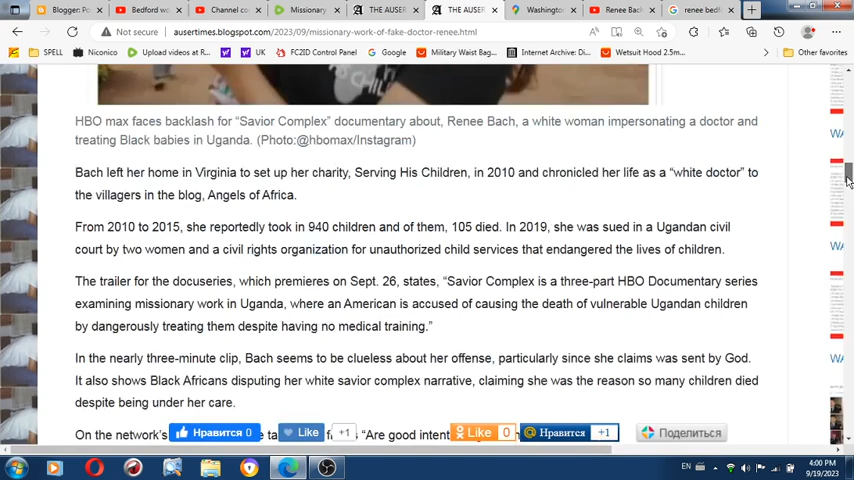 Blogger: Po
Bedford wo
Channel co
Missionary
THE AUSER
THE AUSER
Washingto
Renee Bach
renee bedf
Not secure
ausertimes.blogspot.com/2023/09/missionary-work-of-fake-doctor-renee.html
SPELL
Niconico
Upload videos at R...
UK
FC2ID Control Panel
Google
Military Waist Bag...
Internet Archive: Di...
Wetsuit Hood 2.5m...
Other favorites
HBO max faces backlash for “Savior Complex” documentary about, Renee Bach, a white woman impersonating a doctor and
treating Black babies in Uganda. (Photo:@hbomax/Instagram)
Bach left her home in Virginia to set up her charity, Serving His Children, in 2010 and chronicled her life as a “white doctor” to
the villagers in the blog, Angels of Africa.
From 2010 to 2015, she reportedly took in 940 children and of them, 105 died. In 2019, she was sued in a Ugandan civil
court by two women and a civil rights organization for unauthorized child services that endangered the lives of children.
The trailer for the docuseries, which premieres on Sept. 26, states, “Savior Complex is a three-part HBO Documentary series
examining missionary work in Uganda, where an American is accused of causing the death of vulnerable Ugandan children
by dangerously treating them despite having no medical training.”
In the nearly three-minute clip, Bach seems to be clueless about her offense, particularly since she claims was sent by God.
It also shows Black Africans disputing her white savior complex narrative, claiming she was the reason so many children died
despite being under her care.
On the network’s
“Are good intent
Нравится 0
Like
+1
Like 0
Нравится +1
Поделиться
EN
4:00 PM
9/19/2023